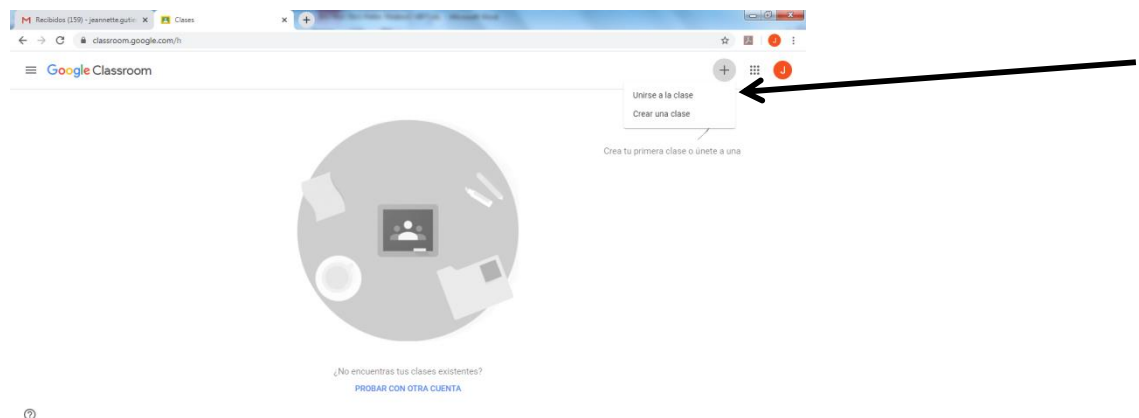 Recibidos (159) - jeannette.gutie
Clases
classroom.google.com/h
Google Classroom
J
Unirse a la clase
Crear una clase
Crea tu primera clase o únete a una
¿No encuentras tus clases existentes?
PROBAR CON OTRA CUENTA